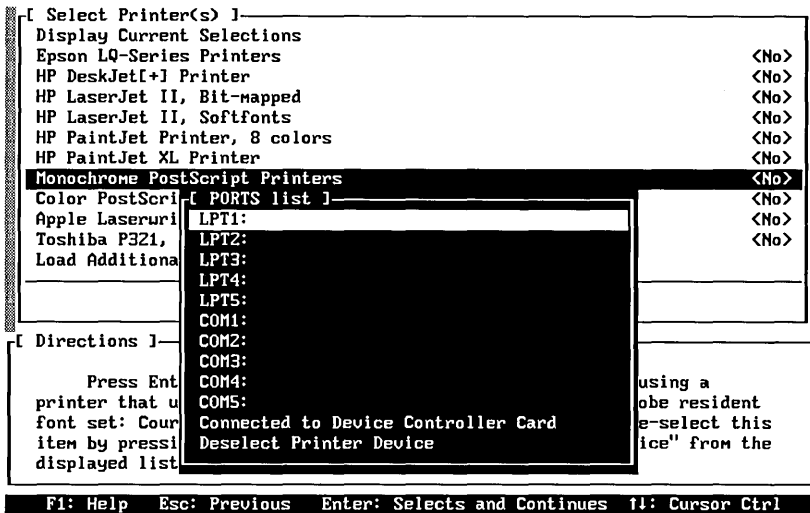 [ Select Printer(s) ]
Display Current Selections
Epson LQ-Series Printers <No>
HP DeskJet[+] Printer <No>
HP LaserJet II, Bit-mapped <No>
HP LaserJet II, Softfonts <No>
HP PaintJet Printer, 8 colors <No>
HP PaintJet XL Printer <No>
Monochrome PostScript Printers <No>
Color PostScri <No>
Apple Laserwri <No>
Toshiba P321, <No>
Load Additiona
[ PORTS list ]
LPT1:
LPT2:
LPT3:
LPT4:
LPT5:
COM1:
COM2:
COM3:
COM4:
COM5:
Connected to Device Controller Card
Deselect Printer Device
[ Directions ]
Press Ent using a
printer that u obe resident
font set: Cour e-select this
item by pressi ice" from the
displayed list
F1: Help Esc: Previous Enter: Selects and Continues ↑↓: Cursor Ctrl